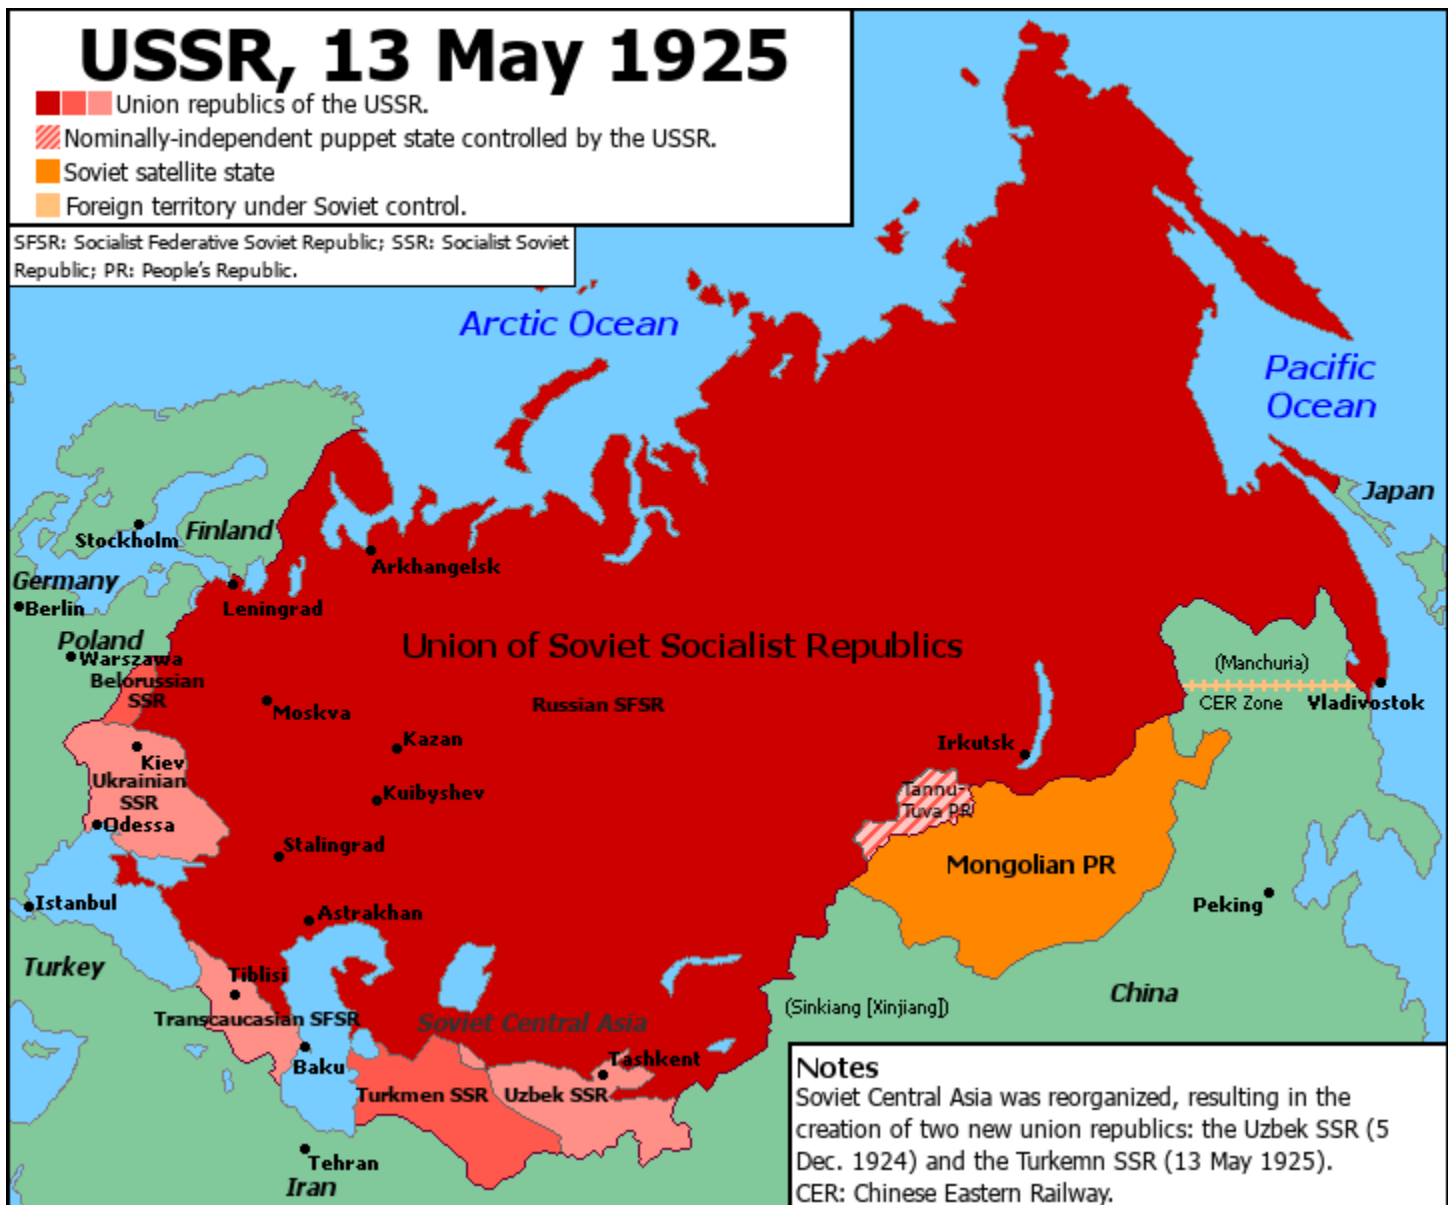 USSR, 13 May 1925
Union republics of the USSR.
Nominally-independent puppet state controlled by the USSR.
Soviet satellite state
Foreign territory under Soviet control.
SFSR: Socialist Federative Soviet Republic; SSR: Socialist Soviet
Republic; PR: People's Republic.
Arctic Ocean
Pacific
Ocean
Japan
Stockholm
Finland
Arkhangelsk
Germany
Berlin
Leningrad
Poland
Warszawa
Belorussian
SSR
Union of Soviet Socialist Republics
Russian SFSR
(Manchuria)
CER Zone
Vladivostok
Moskva
Kazan
Irkutsk
Kiev
Ukrainian
SSR
Kuibyshev
Tannu-
Tuva PR
Odessa
Stalingrad
Mongolian PR
Istanbul
Astrakhan
Peking
Turkey
Tiblisi
China
(Sinkiang [Xinjiang])
Transcaucasian SFSR
Soviet Central Asia
Baku
Tashkent
Turkmen SSR
Uzbek SSR
Tehran
Iran
Notes
Soviet Central Asia was reorganized, resulting in the
creation of two new union republics: the Uzbek SSR (5
Dec. 1924) and the Turkemn SSR (13 May 1925).
CER: Chinese Eastern Railway.